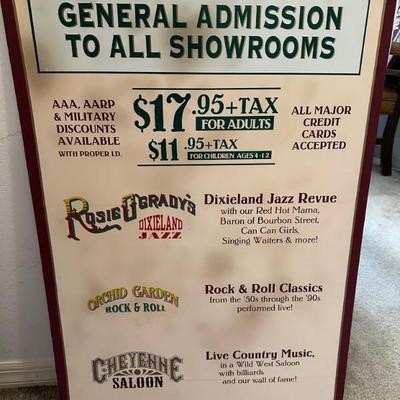 GENERAL ADMISSION
TO ALL SHOWROOMS
AAA, AARP
& MILITARY
DISCOUNTS
AVAILABLE
WITH PROPER I.D.
$17.95+TAX
FOR ADULTS
$11.95+TAX
FOR CHILDREN AGES 4-12
ALL MAJOR
CREDIT
CARDS
ACCEPTED
ROSIE O'GRADY'S
DIXIELAND
JAZZ
Dixieland Jazz Revue
with our Red Hot Mama,
Baron of Bourbon Street,
Can Can Girls,
Singing Waiters & more!
ORCHID GARDEN
ROCK & ROLL
Rock & Roll Classics
from the '50s through the '90s
performed live!
CHEYENNE
SALOON
Live Country Music,
in a Wild West Saloon
with billiards
and our wall of fame!